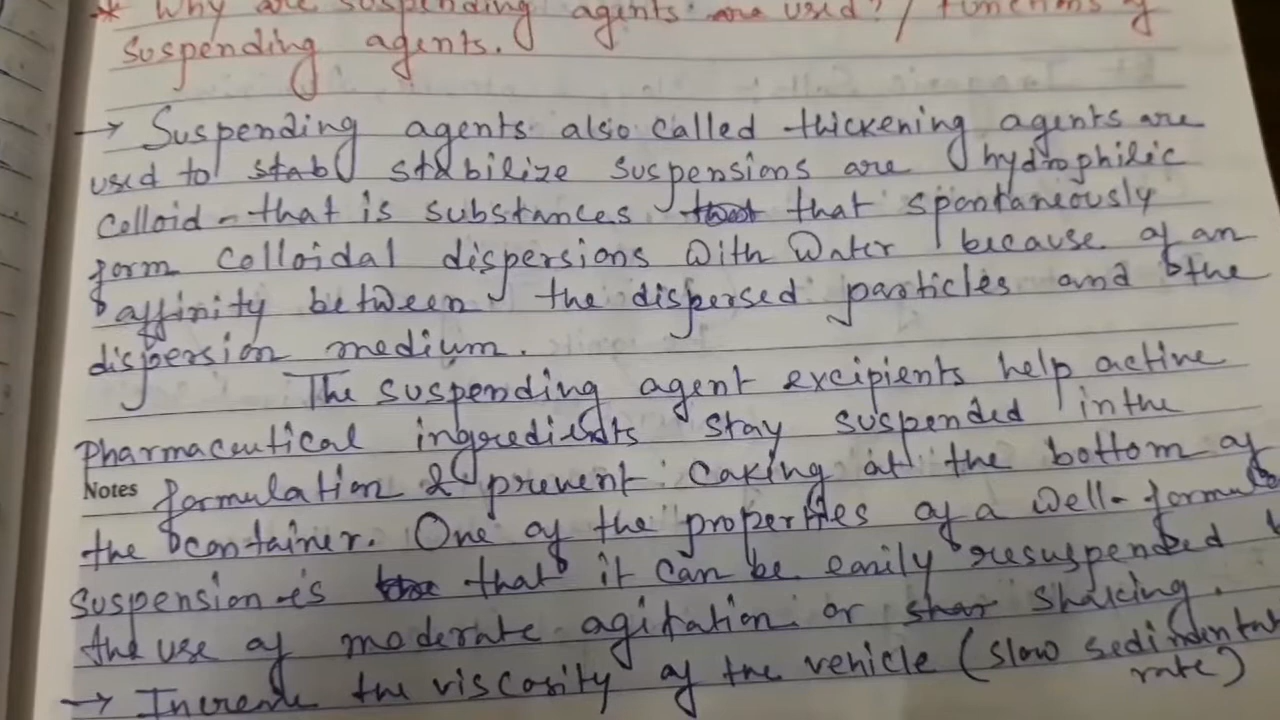 * Why are suspending agents are used? / Functions of
suspending agents.
→ Suspending agents also called thickening agents are
used to stab stabilize suspensions are hydrophilic
colloid - that is substances that that spontaneously
form colloidal dispersions with water because of an
affinity between the dispersed particles and the
dispersion medium.
The suspending agent excipients help active
Pharmaceutical ingredients stay suspended in the
Notes
formulation & prevent caking at the bottom of
the container. One of the properties of a well-formu
suspension is that it can be easily resuspended
the use of moderate agitation or shar shaking.
→ Increase the viscosity of the vehicle (slow
rate)